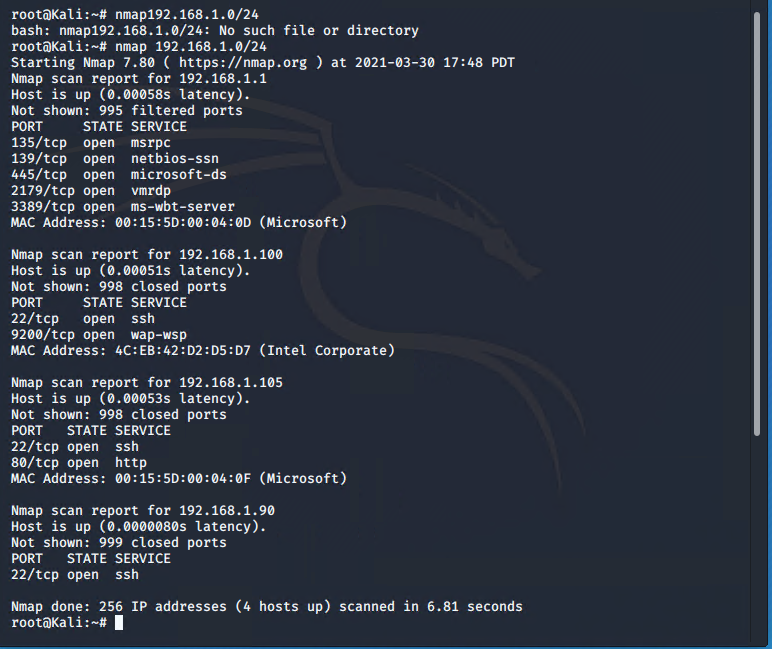 root@Kali:~# nmap192.168.1.0/24
bash: nmap192.168.1.0/24: No such file or directory
root@Kali:~# nmap 192.168.1.0/24
Starting Nmap 7.80 ( https://nmap.org ) at 2021-03-30 17:48 PDT
Nmap scan report for 192.168.1.1
Host is up (0.00058s latency).
Not shown: 995 filtered ports
PORT     STATE SERVICE
135/tcp  open  msrpc
139/tcp  open  netbios-ssn
445/tcp  open  microsoft-ds
2179/tcp open  vmrdp
3389/tcp open  ms-wbt-server
MAC Address: 00:15:5D:00:04:0D (Microsoft)

Nmap scan report for 192.168.1.100
Host is up (0.00051s latency).
Not shown: 998 closed ports
PORT     STATE SERVICE
22/tcp   open  ssh
9200/tcp open  wap-wsp
MAC Address: 4C:EB:42:D2:D5:D7 (Intel Corporate)

Nmap scan report for 192.168.1.105
Host is up (0.00053s latency).
Not shown: 998 closed ports
PORT   STATE SERVICE
22/tcp open  ssh
80/tcp open  http
MAC Address: 00:15:5D:00:04:0F (Microsoft)

Nmap scan report for 192.168.1.90
Host is up (0.0000080s latency).
Not shown: 999 closed ports
PORT   STATE SERVICE
22/tcp open  ssh

Nmap done: 256 IP addresses (4 hosts up) scanned in 6.81 seconds
root@Kali:~#